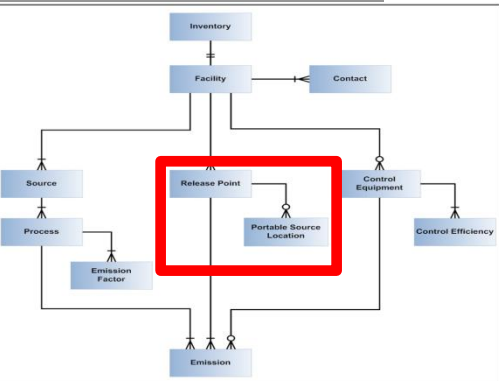 Inventory
Facility
Contact
Source
Release Point
Control
Equipment
Process
Portable Source
Location
Control Efficiency
Emission
Factor
Emission